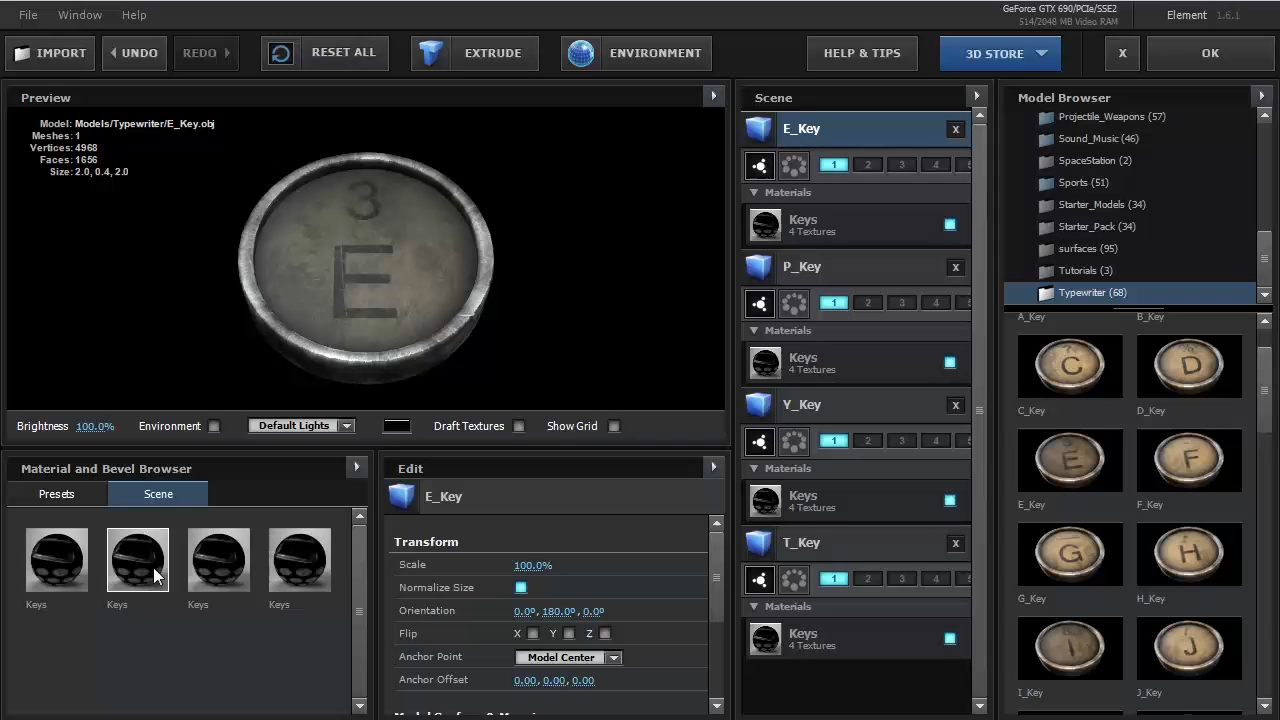 File Window Help
GeForce GTX 690/PCIe/SSE2
514/2048 MB Video RAM
Element 1.6.1
IMPORT UNDO REDO RESET ALL EXTRUDE ENVIRONMENT HELP & TIPS 3D STORE X OK
Preview
Model: Models/Typewriter/E_Key.obj
Meshes: 1
Vertices: 4968
Faces: 1656
Size: 2.0, 0.4, 2.0
3
E
Brightness 100.0% Environment Default Lights Draft Textures Show Grid
Material and Bevel Browser
Presets Scene
Keys Keys Keys Keys
Edit
E_Key
Transform
Scale 100.0%
Normalize Size
Orientation 0.0º, 180.0º, 0.0º
Flip X Y Z
Anchor Point Model Center
Anchor Offset 0.00, 0.00, 0.00
Scene
E_Key X
1 2 3 4 5
Materials
Keys
4 Textures
P_Key X
1 2 3 4 5
Materials
Keys
4 Textures
Y_Key X
1 2 3 4 5
Materials
Keys
4 Textures
T_Key X
1 2 3 4 5
Materials
Keys
4 Textures
Model Browser
Projectile_Weapons (57)
Sound_Music (46)
SpaceStation (2)
Sports (51)
Starter_Models (34)
Starter_Pack (34)
surfaces (95)
Tutorials (3)
Typewriter (68)
A_Key B_Key
C D
C_Key D_Key
E F
E_Key F_Key
G H
G_Key H_Key
I J
I_Key J_Key